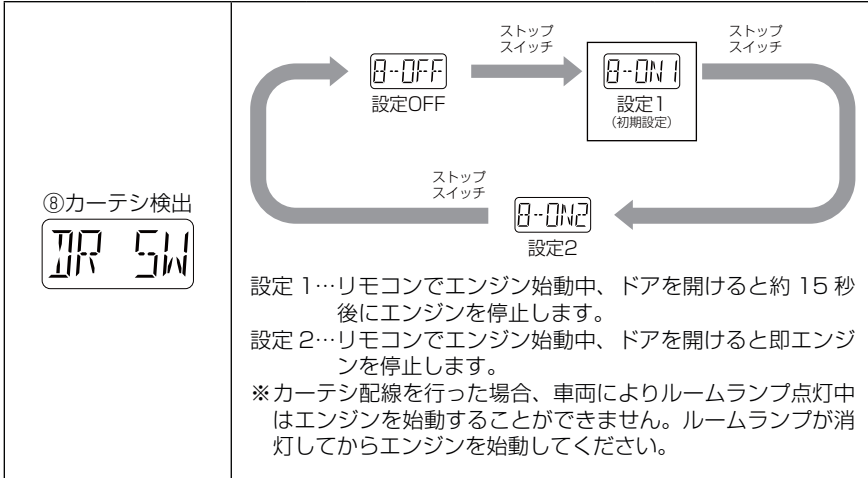 ⑧カーテシ検出
DR SW
ストップ
スイッチ
ストップ
スイッチ
8-OFF
設定OFF
8-ON1
設定1
(初期設定)
ストップ
スイッチ
8-ON2
設定2
設定 1…リモコンでエンジン始動中、ドアを開けると約 15 秒
後にエンジンを停止します。
設定 2…リモコンでエンジン始動中、ドアを開けると即エンジ
ンを停止します。
※カーテシ配線を行った場合、車両によりルームランプ点灯中
はエンジンを始動することができません。ルームランプが消
灯してからエンジンを始動してください。